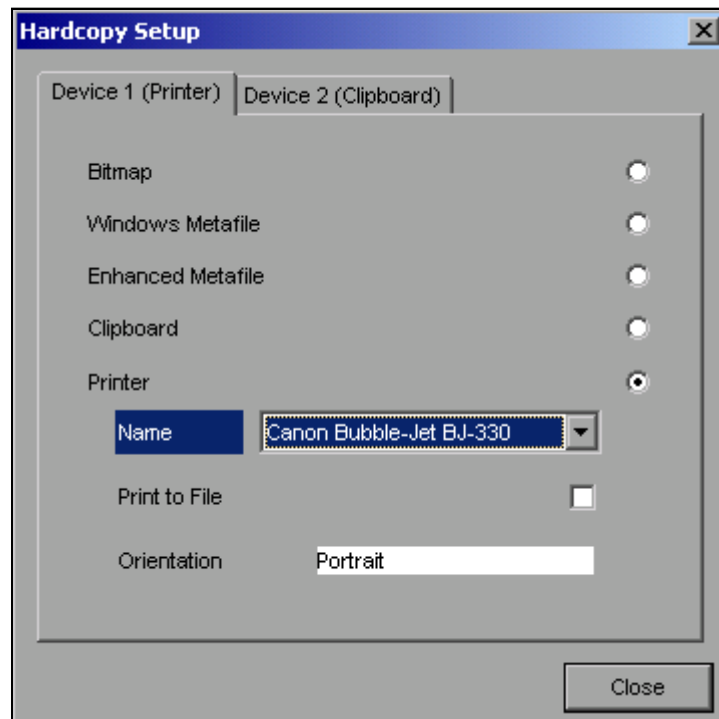 Hardcopy Setup
Device 1 (Printer)
Device 2 (Clipboard)
Bitmap
Windows Metafile
Enhanced Metafile
Clipboard
Printer
Name
Canon Bubble-Jet BJ-330
Print to File
Orientation
Portrait
Close